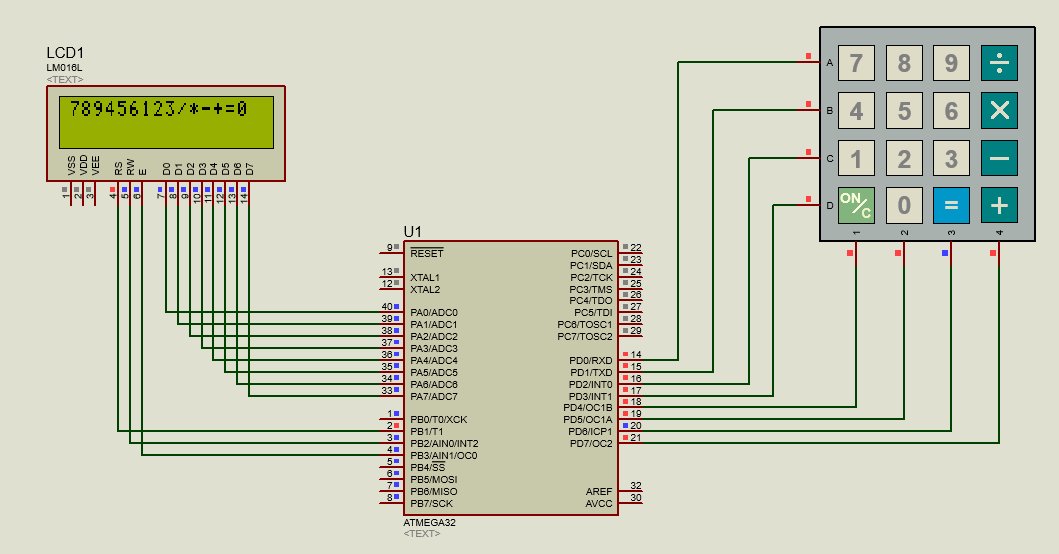 LCD1
LM016L
<TEXT>
789456123/*-+=0
VSS
VDD
VEE
RS
RW
E
D0
D1
D2
D3
D4
D5
D6
D7
1
2
3
4
5
6
7
8
9
10
11
12
13
14
U1
9 RESET
13 XTAL1
12 XTAL2
40 PA0/ADC0
39 PA1/ADC1
38 PA2/ADC2
37 PA3/ADC3
36 PA4/ADC4
35 PA5/ADC5
34 PA6/ADC6
33 PA7/ADC7
1 PB0/T0/XCK
2 PB1/T1
3 PB2/AIN0/INT2
4 PB3/AIN1/OC0
5 PB4/SS
6 PB5/MOSI
7 PB6/MISO
8 PB7/SCK
PC0/SCL 22
PC1/SDA 23
PC2/TCK 24
PC3/TMS 25
PC4/TDO 26
PC5/TDI 27
PC6/TOSC1 28
PC7/TOSC2 29
PD0/RXD 14
PD1/TXD 15
PD2/INT0 16
PD3/INT1 17
PD4/OC1B 18
PD5/OC1A 19
PD6/ICP1 20
PD7/OC2 21
AREF 32
AVCC 30
ATMEGA32
<TEXT>
A 7 8 9 ÷
B 4 5 6 ×
C 1 2 3 −
D ON/C 0 = +
1 2 3 4